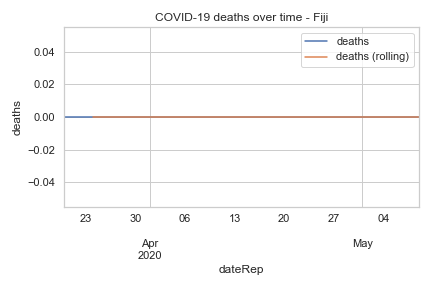 COVID-19 deaths over time - Fiji
deaths
deaths (rolling)
0.04
0.02
0.00
−0.02
−0.04
deaths
23 30 06 13 20 27 04
Apr May
2020
dateRep